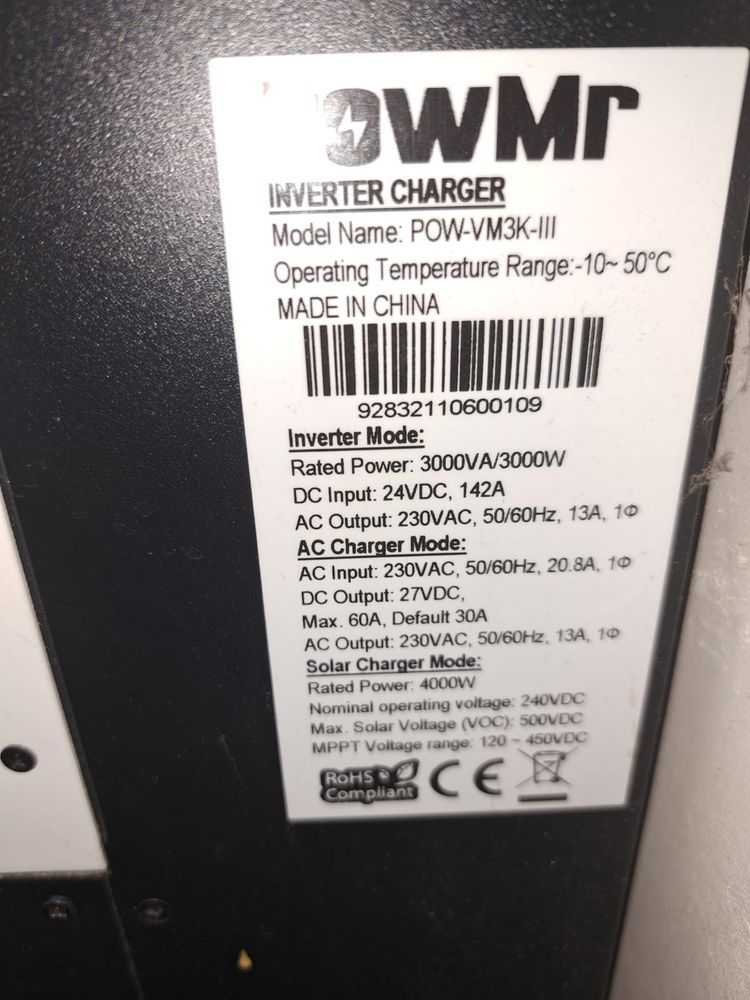 PowMr
INVERTER CHARGER
Model Name: POW-VM3K-III
Operating Temperature Range:-10~ 50°C
MADE IN CHINA
92832110600109
Inverter Mode:
Rated Power: 3000VA/3000W
DC Input: 24VDC, 142A
AC Output: 230VAC, 50/60Hz, 13A, 1Φ
AC Charger Mode:
AC Input: 230VAC, 50/60Hz, 20.8A, 1Φ
DC Output: 27VDC,
Max. 60A, Default 30A
AC Output: 230VAC, 50/60Hz, 13A, 1Φ
Solar Charger Mode:
Rated Power: 4000W
Nominal operating voltage: 240VDC
Max. Solar Voltage (VOC): 500VDC
MPPT Voltage range: 120 ~ 450VDC
RoHS
Compliant
CE